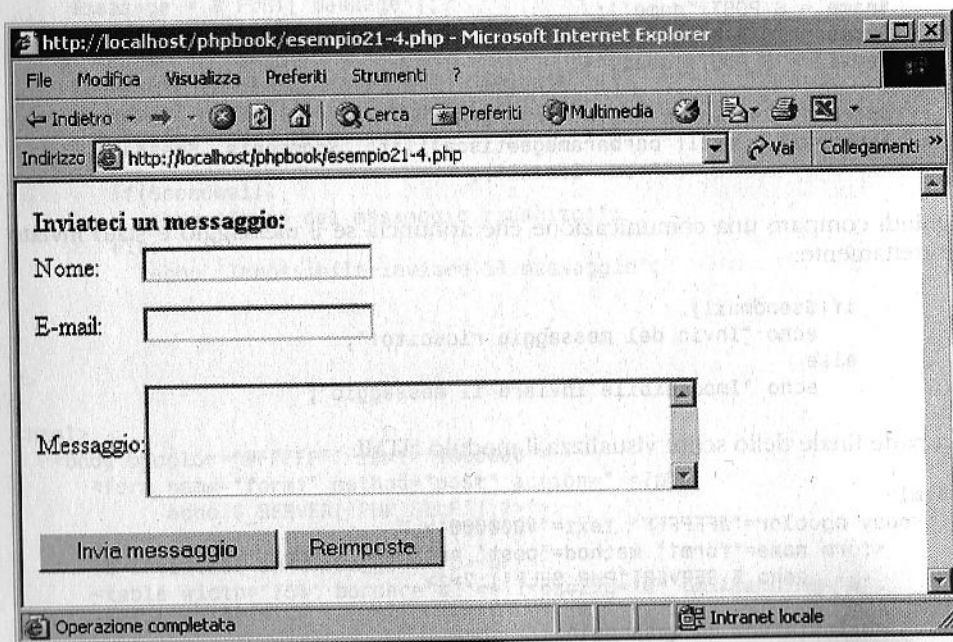 http://localhost/phpbook/esempio21-4.php - Microsoft Internet Explorer
File Modifica Visualizza Preferiti Strumenti ?
Indietro Cerca Preferiti Multimedia
Indirizzo http://localhost/phpbook/esempio21-4.php Vai Collegamenti »
Inviateci un messaggio:
Nome:
E-mail:
Messaggio:
Invia messaggio Reimposta
Operazione completata Intranet locale